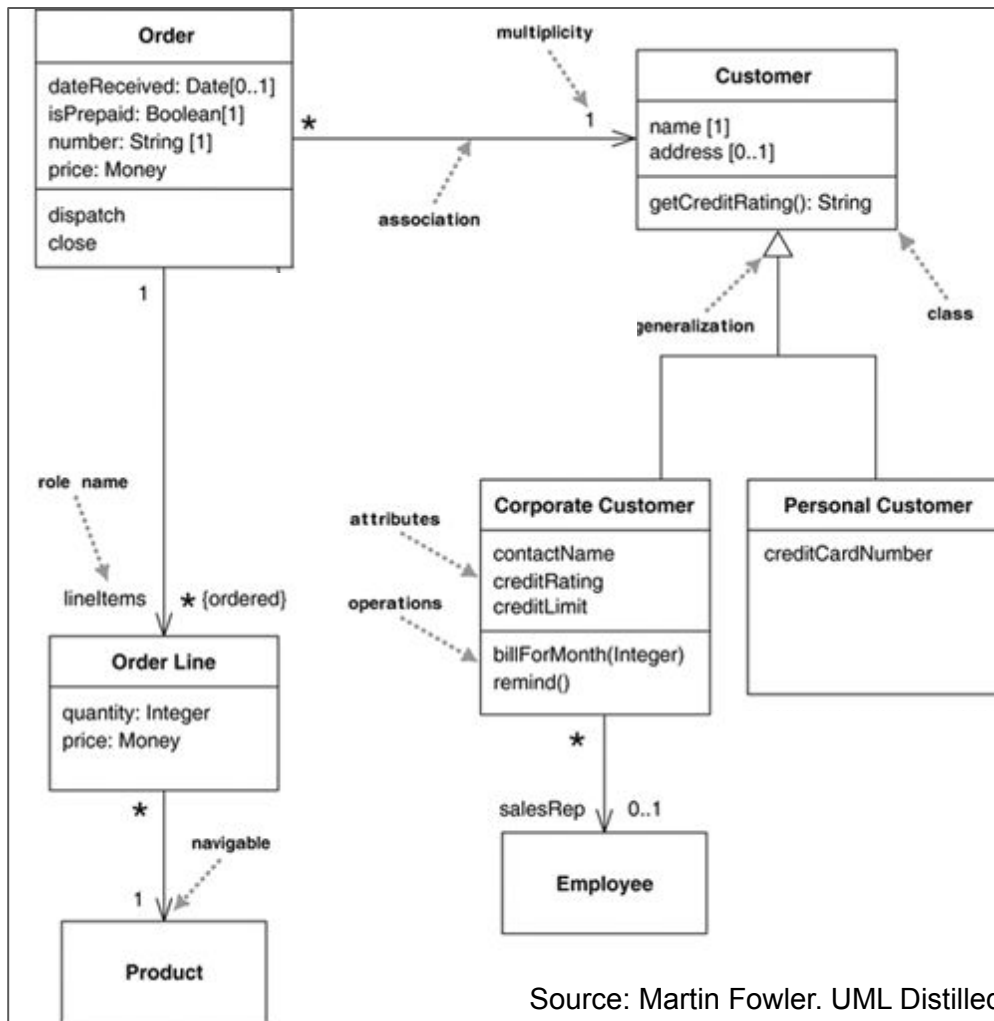 Order
dateReceived: Date[0..1]
isPrepaid: Boolean[1]
number: String [1]
price: Money
dispatch
close
multiplicity
*
1
association
Customer
name [1]
address [0..1]
getCreditRating(): String
generalization
class
1
role name
lineItems
* {ordered}
Order Line
quantity: Integer
price: Money
*
navigable
1
Product
attributes
operations
Corporate Customer
contactName
creditRating
creditLimit
billForMonth(Integer)
remind()
*
salesRep
0..1
Employee
Personal Customer
creditCardNumber
Source: Martin Fowler. UML Distilled